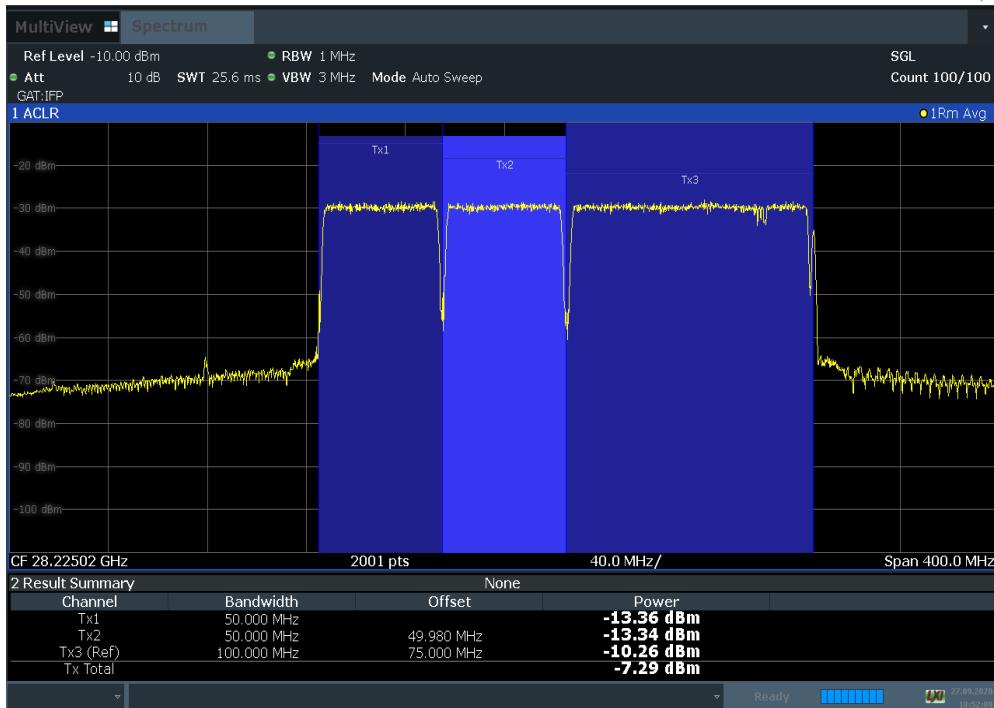 MultiView Spectrum
Ref Level -10.00 dBm RBW 1 MHz SGL
Att 10 dB SWT 25.6 ms VBW 3 MHz Mode Auto Sweep Count 100/100
GAT:IFP
1 ACLR 1Rm Avg
Tx1
Tx2
-20 dBm
Tx3
-30 dBm
-40 dBm
-50 dBm
-60 dBm
-70 dBm
-80 dBm
-90 dBm
-100 dBm
CF 28.22502 GHz 2001 pts 40.0 MHz/ Span 400.0 MHz
2 Result Summary None
Channel Bandwidth Offset Power
Tx1 50.000 MHz -13.36 dBm
Tx2 50.000 MHz 49.980 MHz -13.34 dBm
Tx3 (Ref) 100.000 MHz 75.000 MHz -10.26 dBm
Tx Total -7.29 dBm
Ready LXI 27.09.2020